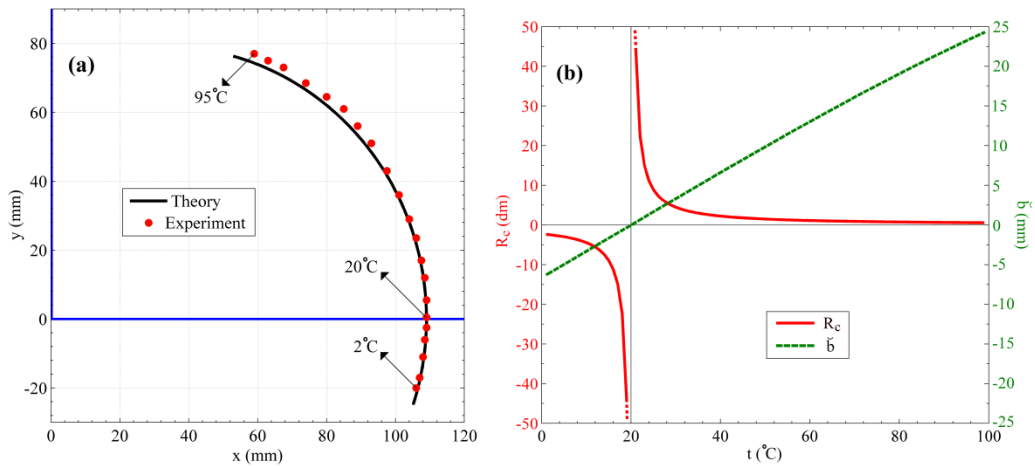 (a)
80
60
40
20
0
-20
y (mm)
95°C
Theory
Experiment
20°C
2°C
0 20 40 60 80 100 120
x (mm)
(b)
50
40
30
20
10
0
-10
-20
-30
-40
-50
R_c (dm)
25
20
15
10
5
0
-5
-10
-15
-20
-25
b̆ (mm)
R_c
b̆
0 20 40 60 80 100
t (°C)